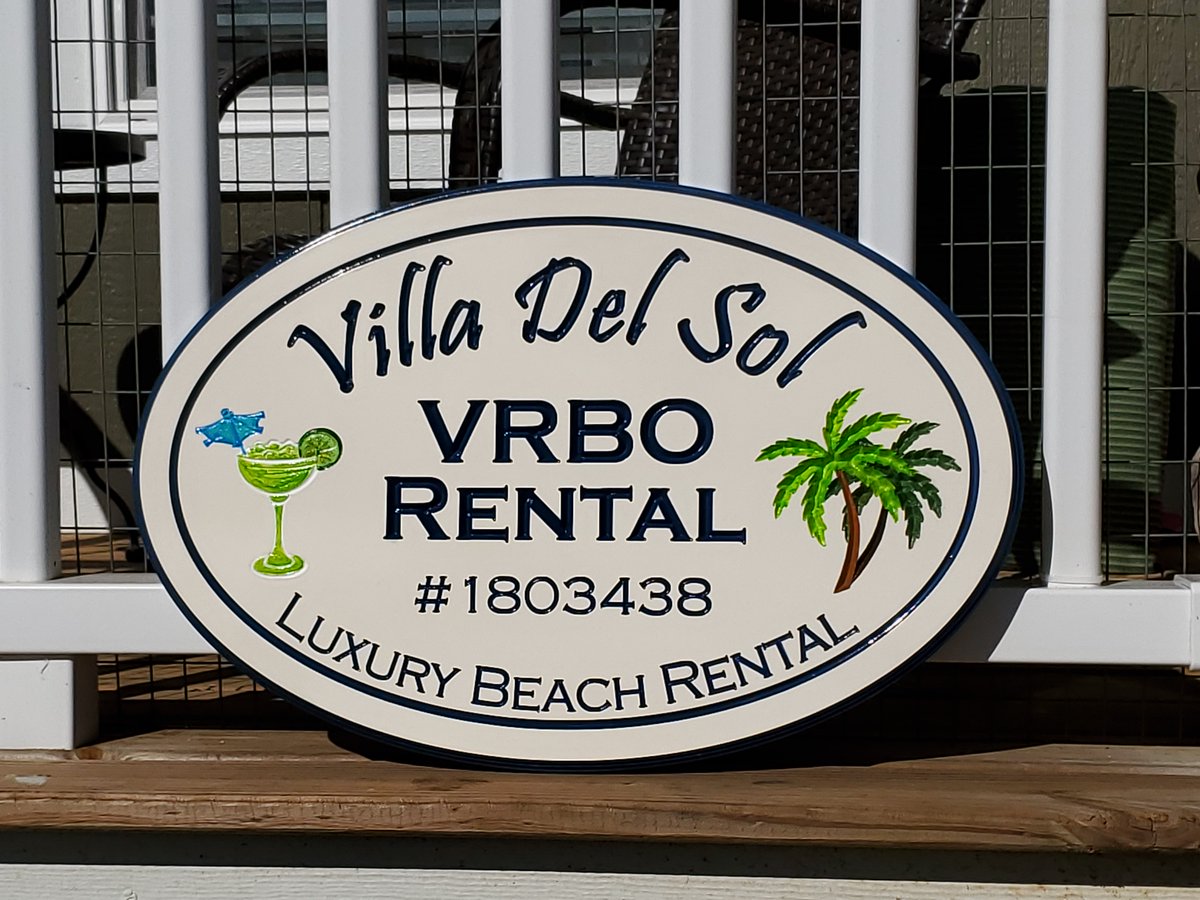 Villa Del Sol
VRBO
RENTAL
#1803438
LUXURY BEACH RENTAL